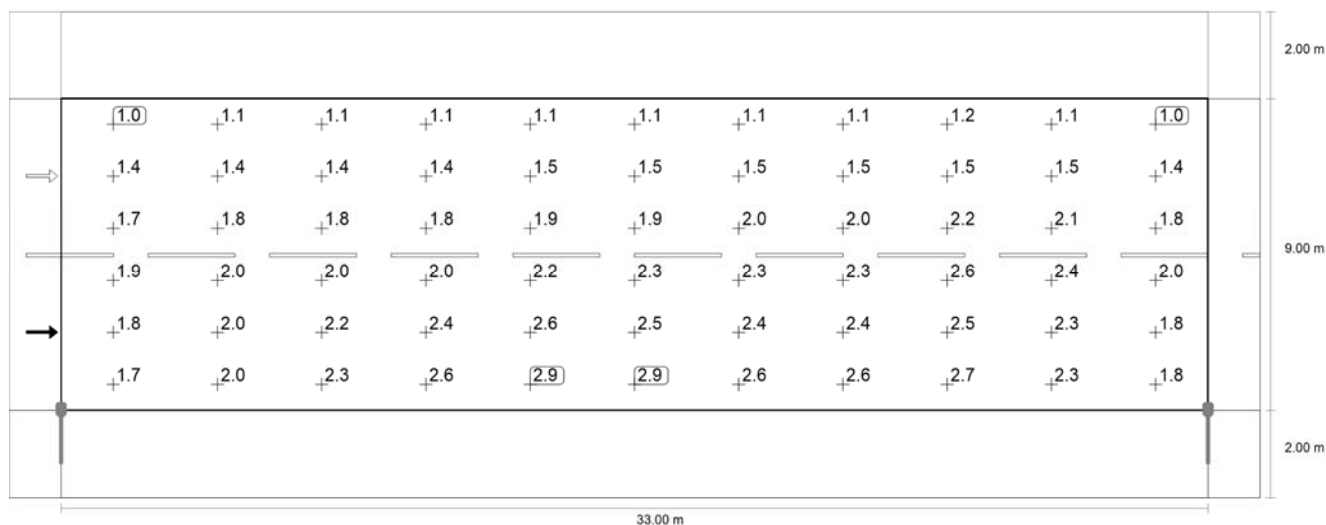 2.00 m
1.0 1.1 1.1 1.1 1.1 1.1 1.1 1.1 1.2 1.1 1.0
1.4 1.4 1.4 1.4 1.5 1.5 1.5 1.5 1.5 1.5 1.4
1.7 1.8 1.8 1.8 1.9 1.9 2.0 2.0 2.2 2.1 1.8
9.00 m
1.9 2.0 2.0 2.0 2.2 2.3 2.3 2.3 2.6 2.4 2.0
1.8 2.0 2.2 2.4 2.6 2.5 2.4 2.4 2.5 2.3 1.8
1.7 2.0 2.3 2.6 2.9 2.9 2.6 2.6 2.7 2.3 1.8
2.00 m
33.00 m